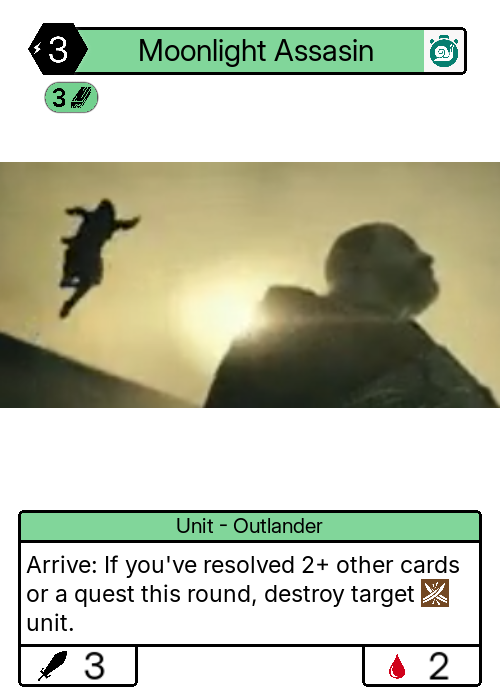 3
Moonlight Assasin
3
Unit - Outlander
Arrive: If you've resolved 2+ other cards
or a quest this round, destroy target
unit.
3
2